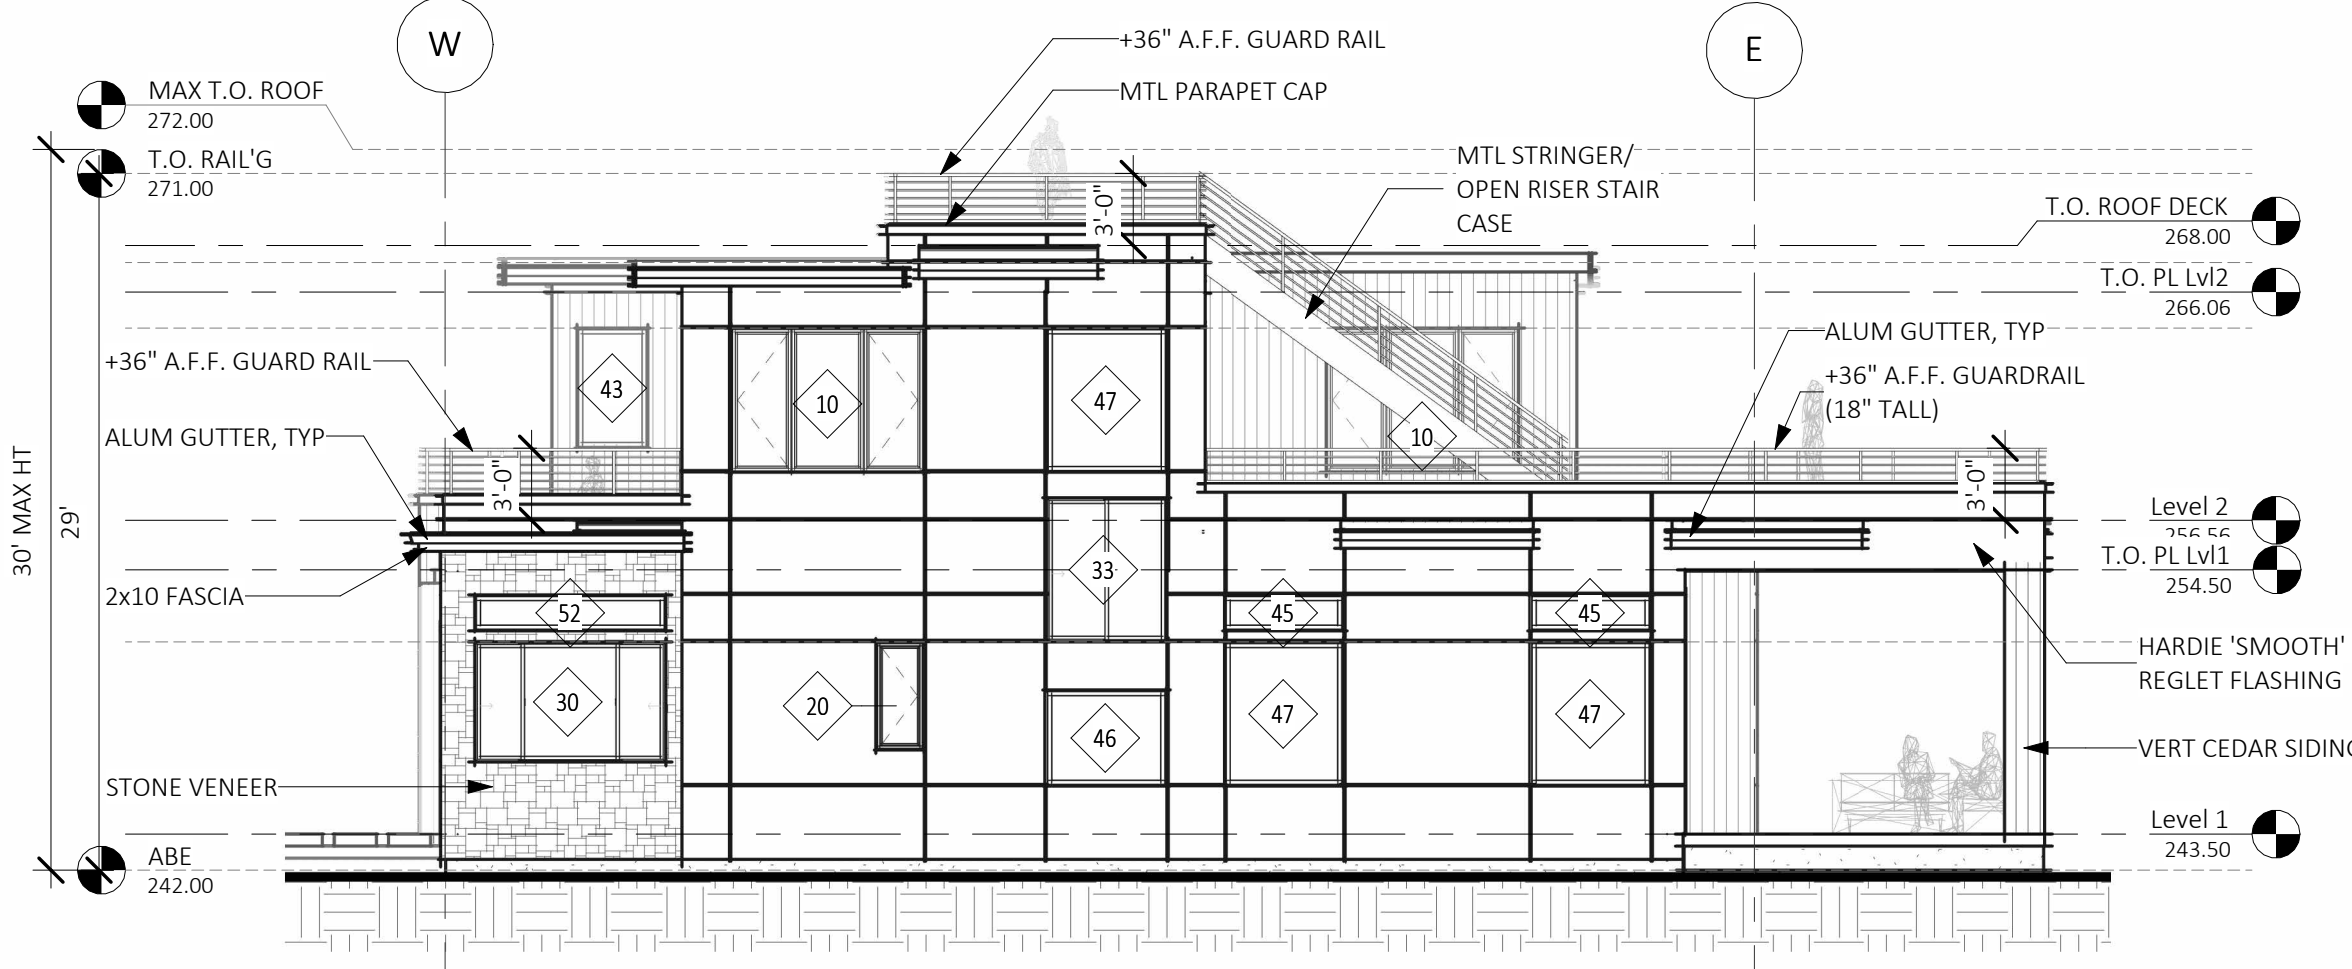 W
E
+36" A.F.F. GUARD RAIL
MTL PARAPET CAP
MAX T.O. ROOF
272.00
T.O. RAIL'G
271.00
MTL STRINGER/
OPEN RISER STAIR
CASE
3'-0"
T.O. ROOF DECK
268.00
T.O. PL Lvl2
266.06
ALUM GUTTER, TYP
+36" A.F.F. GUARDRAIL
(18" TALL)
+36" A.F.F. GUARD RAIL
ALUM GUTTER, TYP
43
10
47
10
3'-0"
3'-0"
30' MAX HT
29'
Level 2
256.56
T.O. PL Lvl1
254.50
2x10 FASCIA
52
33
45
45
30
20
46
47
47
HARDIE 'SMOOTH'
REGLET FLASHING
VERT CEDAR SIDING
STONE VENEER
Level 1
243.50
ABE
242.00